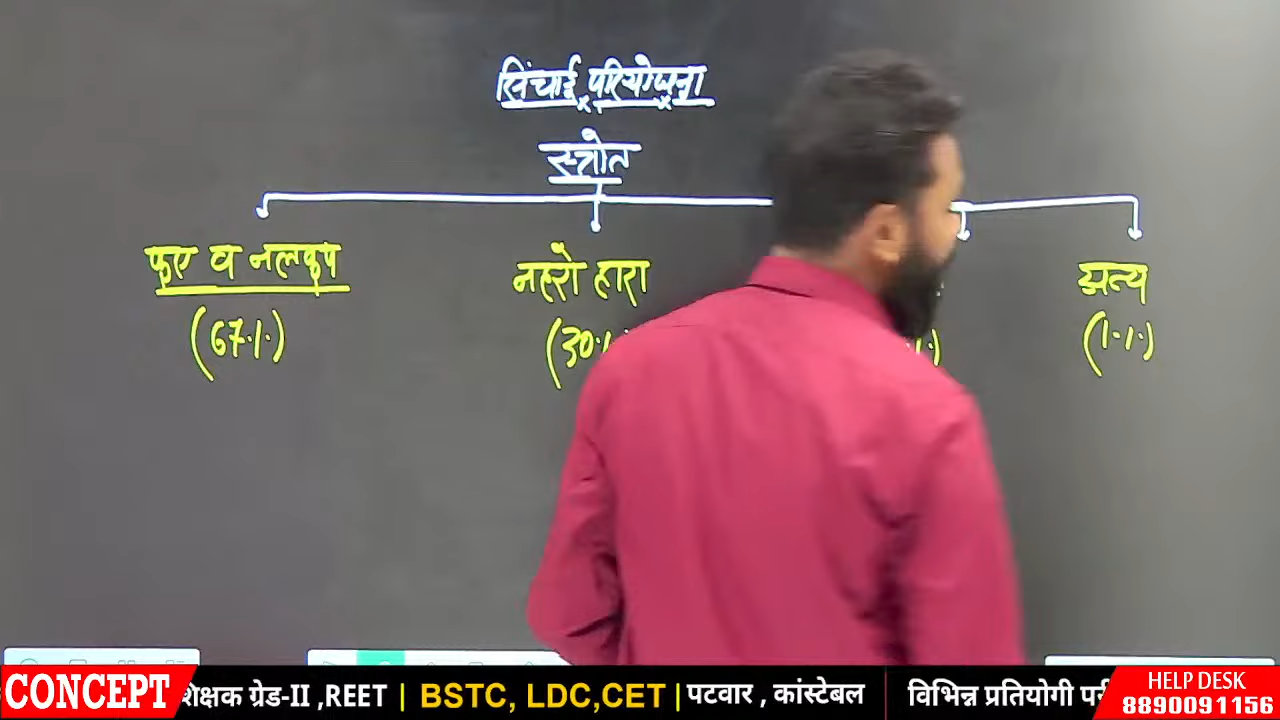 सिंचाई परियोजना
स्त्रोत
कुए व नलकूप
(67%)
नहरो द्वारा
(30%
%)
अन्य
(1%)
CONCEPT
शिक्षक ग्रेड-II ,REET | BSTC, LDC,CET | पटवार , कांस्टेबल | विभिन्न प्रतियोगी
HELP DESK
8890091156